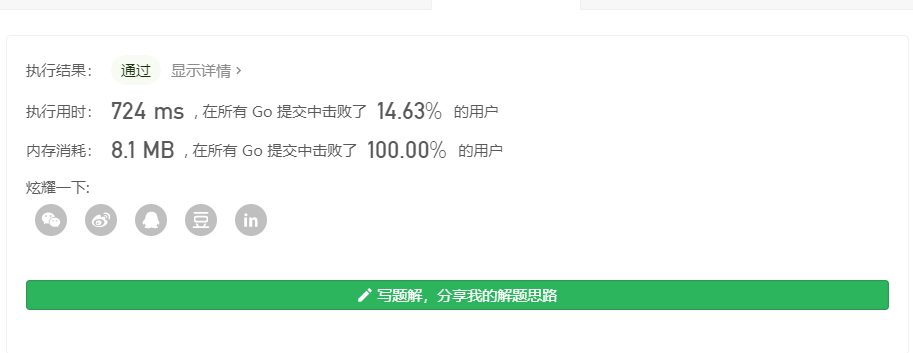 执行结果： 通过 显示详情 ›
执行用时： 724 ms , 在所有 Go 提交中击败了 14.63% 的用户
内存消耗： 8.1 MB , 在所有 Go 提交中击败了 100.00% 的用户
炫耀一下:
豆 in
写题解，分享我的解题思路